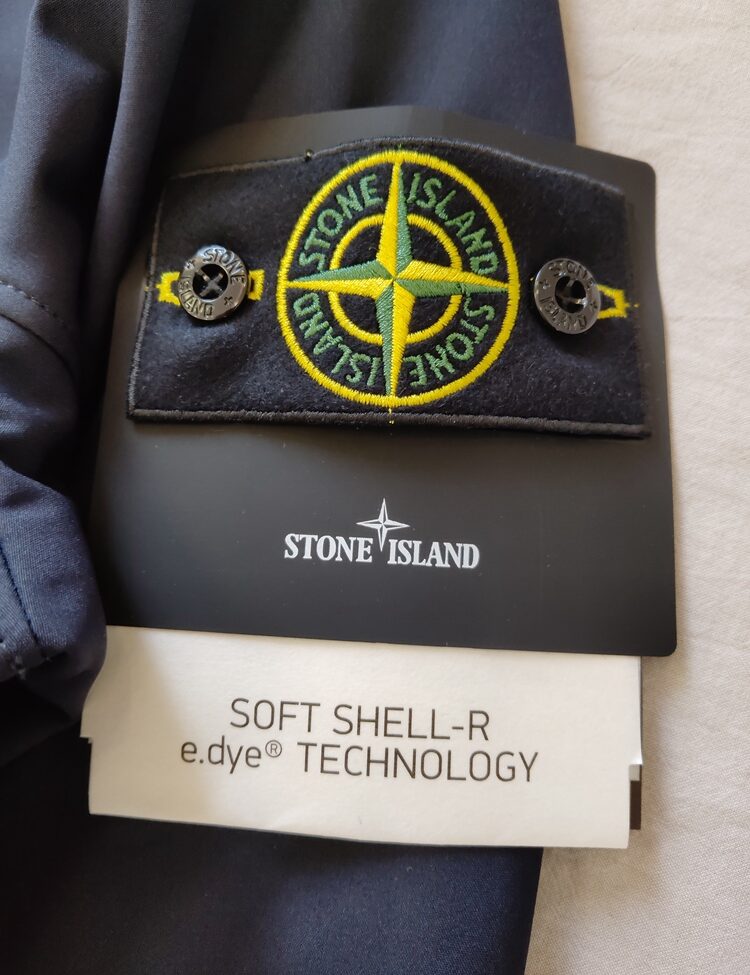 STONE ISLAND
STONE ISLAND
STONE
ISLAND
STONE
ISLAND
STONE ISLAND
SOFT SHELL-R
e.dye® TECHNOLOGY